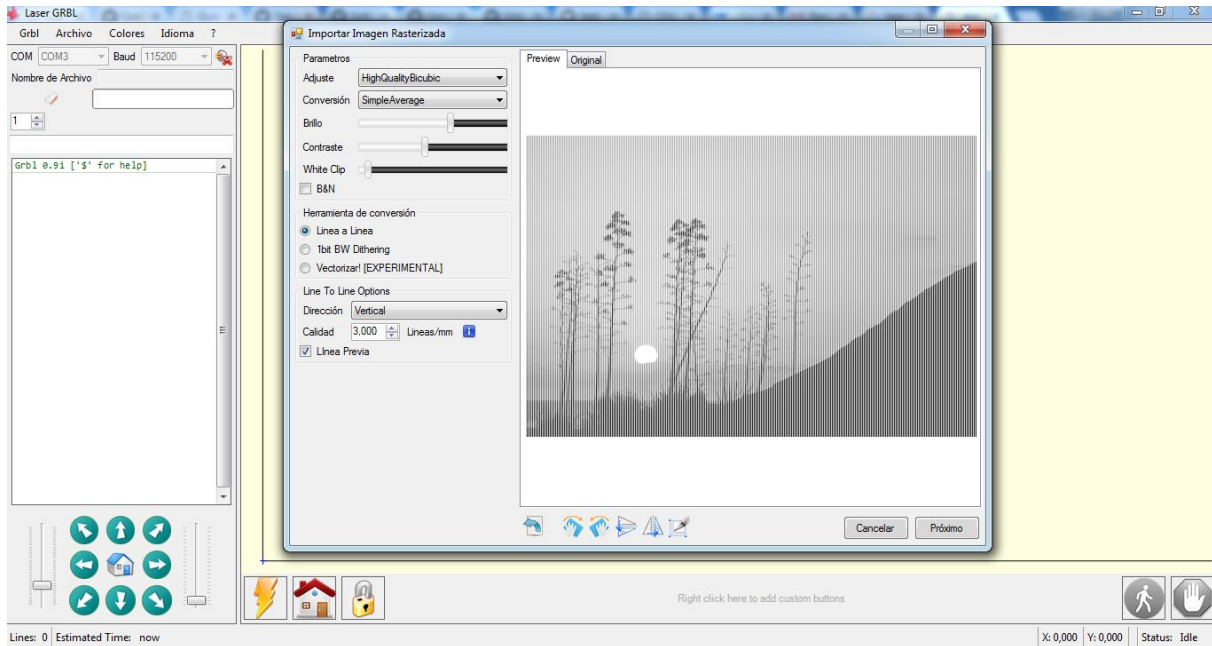 Laser GRBL
Grbl Archivo Colores Idioma ?
COM COM3 Baud 115200
Nombre de Archivo
1
Grbl 0.9i ['$' for help]
Importar Imagen Rasterizada
Parametros
Ajuste HighQualityBicubic
Conversión SimpleAverage
Brillo
Contraste
White Clip
B&N
Herramienta de conversión
Linea a Linea
1bit BW Dithering
Vectorizar! [EXPERIMENTAL]
Line To Line Options
Dirección Vertical
Calidad 3,000 Lineas/mm
LInea Previa
Preview Original
Cancelar Próximo
Right click here to add custom buttons
Lines: 0 Estimated Time: now X: 0,000 Y: 0,000 Status: Idle